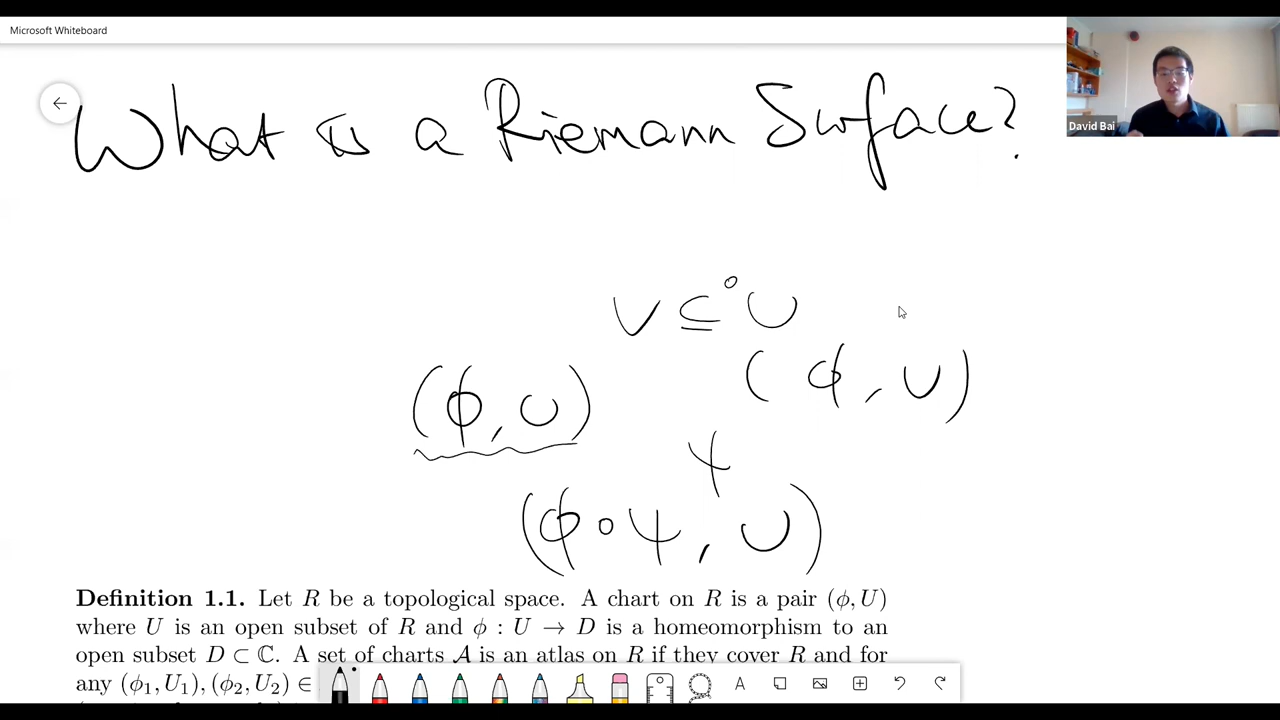 Microsoft Whiteboard
David Bai
What is a Riemann Surface?
V ⊆° U
(ϕ, U)
(ϕ, U)
ψ
(ϕ∘ψ, U)
Definition 1.1. Let R be a topological space. A chart on R is a pair (ϕ, U)
where U is an open subset of R and ϕ : U → D is a homeomorphism to an
open subset D ⊂ ℂ. A set of charts 𝒜 is an atlas on R if they cover R and for
any (ϕ₁, U₁), (ϕ₂, U₂) ∈